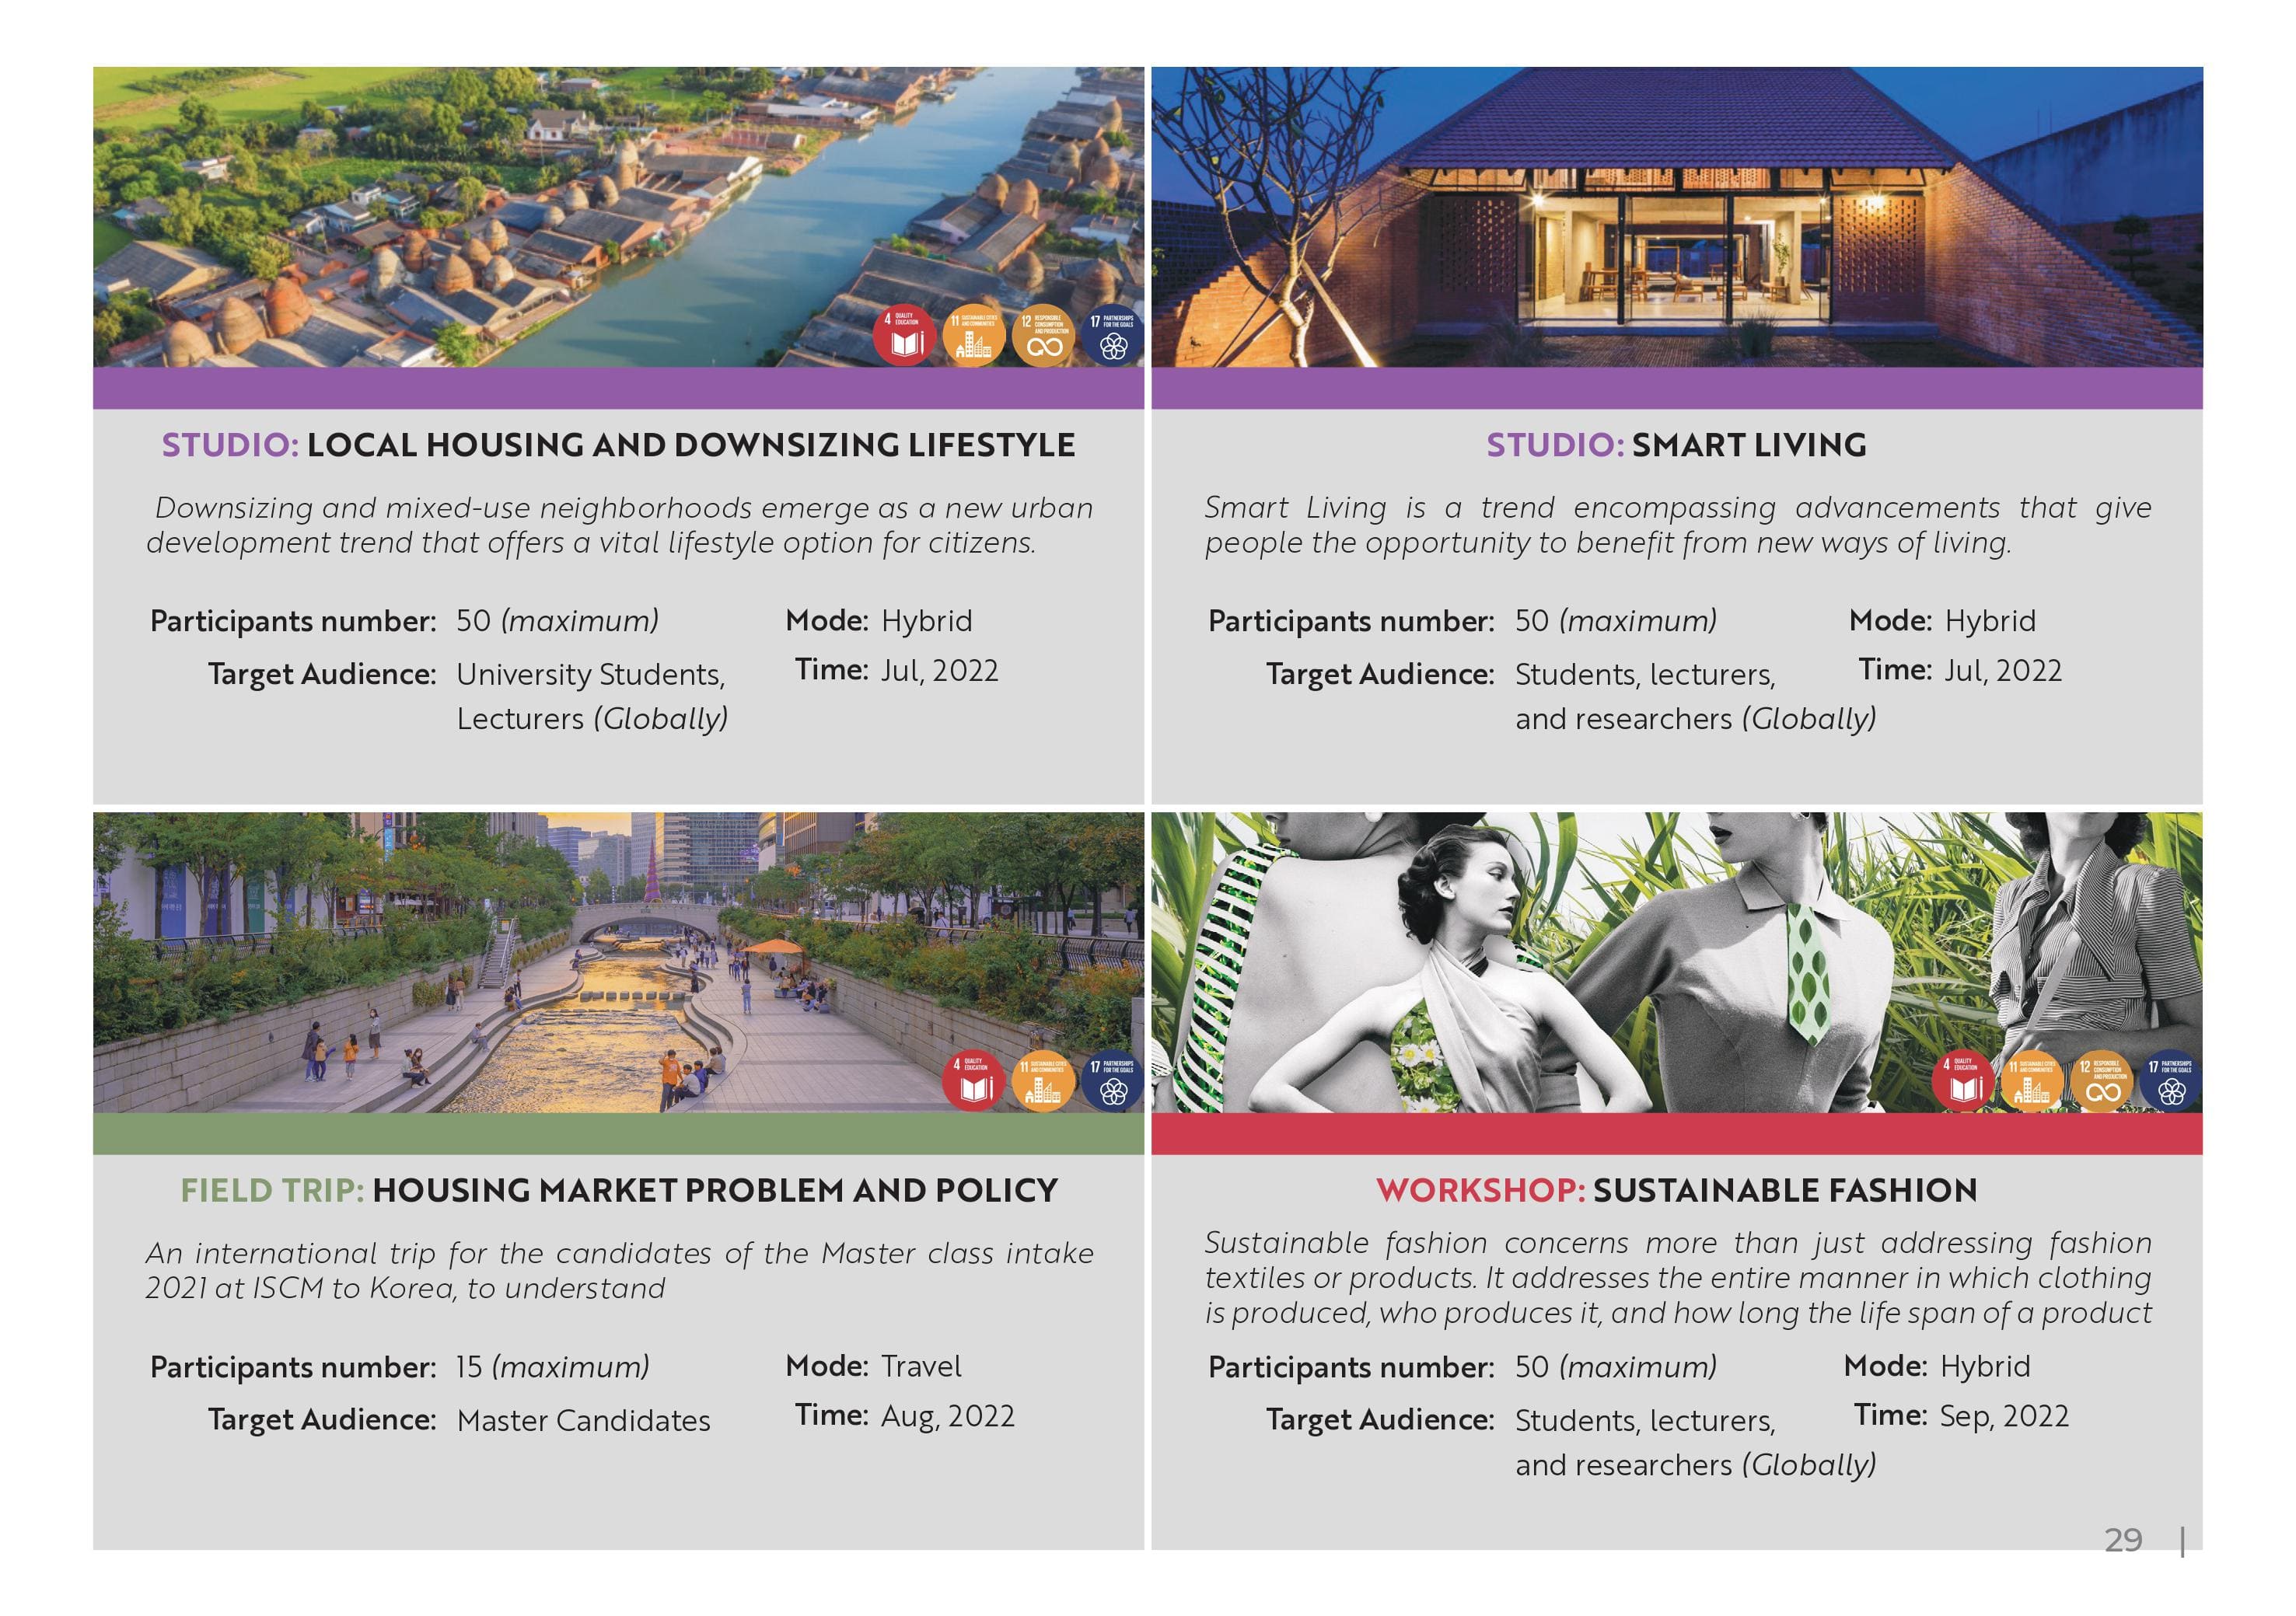 4 QUALITY EDUCATION
11 SUSTAINABLE CITIES AND COMMUNITIES
12 RESPONSIBLE CONSUMPTION AND PRODUCTION
17 PARTNERSHIPS FOR THE GOALS
STUDIO: LOCAL HOUSING AND DOWNSIZING LIFESTYLE
Downsizing and mixed-use neighborhoods emerge as a new urban
development trend that offers a vital lifestyle option for citizens.
Participants number: 50 (maximum)
Mode: Hybrid
Target Audience: University Students,
Lecturers (Globally)
Time: Jul, 2022
STUDIO: SMART LIVING
Smart Living is a trend encompassing advancements that give
people the opportunity to benefit from new ways of living.
Participants number: 50 (maximum)
Mode: Hybrid
Target Audience: Students, lecturers,
and researchers (Globally)
Time: Jul, 2022
4 QUALITY EDUCATION
11 SUSTAINABLE CITIES AND COMMUNITIES
17 PARTNERSHIPS FOR THE GOALS
FIELD TRIP: HOUSING MARKET PROBLEM AND POLICY
An international trip for the candidates of the Master class intake
2021 at ISCM to Korea, to understand
Participants number: 15 (maximum)
Mode: Travel
Target Audience: Master Candidates
Time: Aug, 2022
4 QUALITY EDUCATION
11 SUSTAINABLE CITIES AND COMMUNITIES
12 RESPONSIBLE CONSUMPTION AND PRODUCTION
17 PARTNERSHIPS FOR THE GOALS
WORKSHOP: SUSTAINABLE FASHION
Sustainable fashion concerns more than just addressing fashion
textiles or products. It addresses the entire manner in which clothing
is produced, who produces it, and how long the life span of a product
Participants number: 50 (maximum)
Mode: Hybrid
Target Audience: Students, lecturers,
and researchers (Globally)
Time: Sep, 2022
29 |